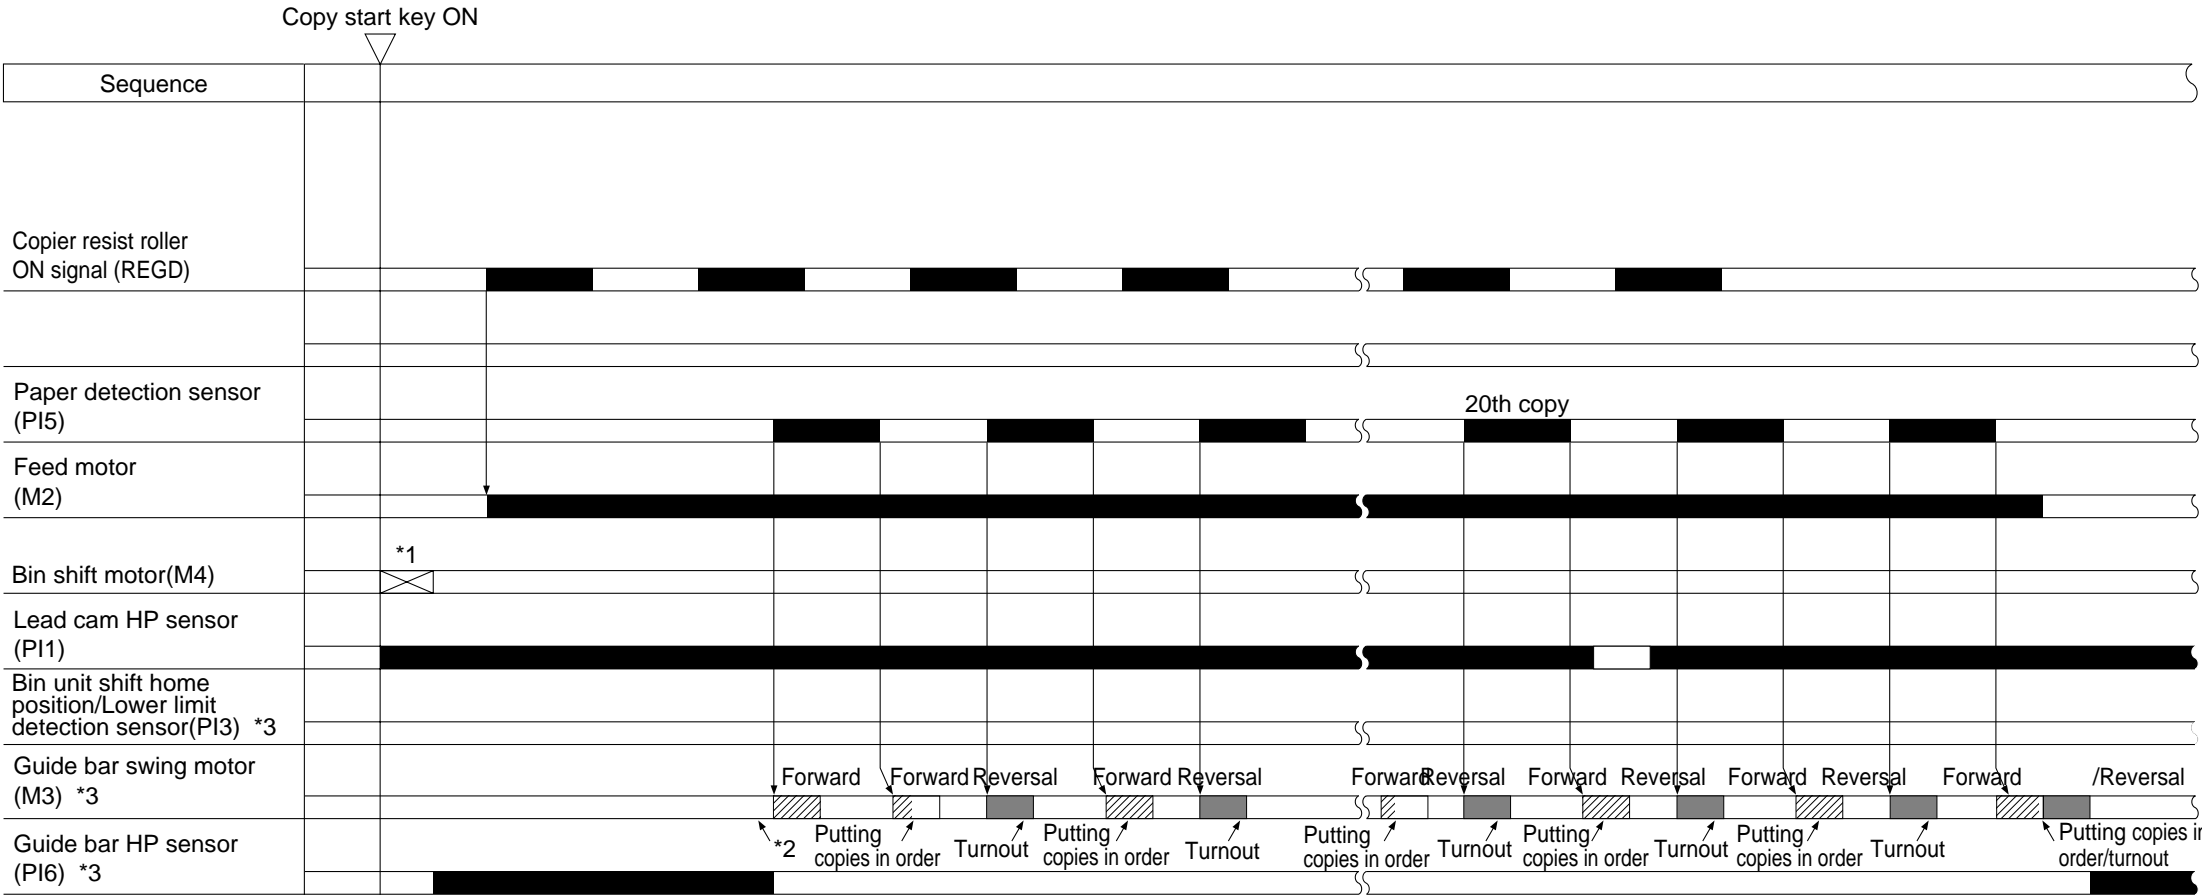 Copy start key ON
Sequence
Copier resist roller
ON signal (REGD)
Paper detection sensor
(PI5)
20th copy
Feed motor
(M2)
*1
Bin shift motor(M4)
Lead cam HP sensor
(PI1)
Bin unit shift home
position/Lower limit
detection sensor(PI3) *3
Guide bar swing motor
(M3) *3
Forward Forward Reversal Forward Reversal Forward Reversal Forward Reversal Forward Reversal Forward /Reversal
*2
Putting
copies in order
Turnout
Putting
copies in order
Turnout
Putting
copies in order
Turnout
Putting
copies in order
Turnout
Putting
copies in order
Turnout
Putting copies in
order/turnout
Guide bar HP sensor
(PI6) *3